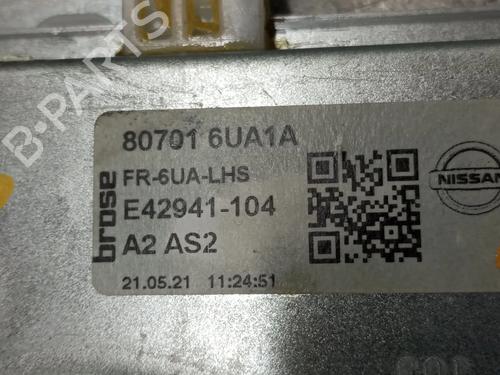 B-PARTS
80701 6UA1A
FR-6UA-LHS
E42941-104
A2 AS2
21.05.21 11:24:51
brose
NISSAN